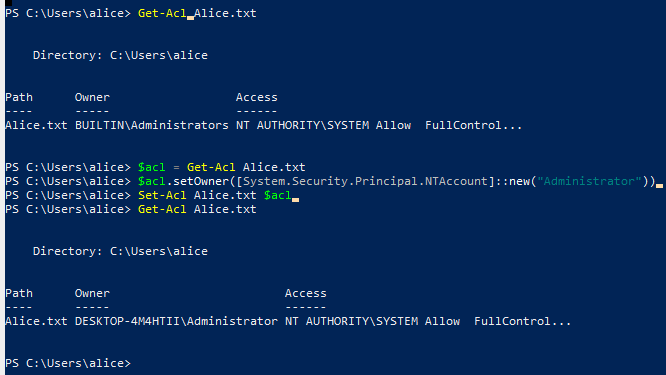 PS C:\Users\alice> Get-Acl Alice.txt
Directory: C:\Users\alice
Path Owner Access
---- ----- ------
Alice.txt BUILTIN\Administrators NT AUTHORITY\SYSTEM Allow FullControl...
PS C:\Users\alice> $acl = Get-Acl Alice.txt
PS C:\Users\alice> $acl.setOwner([System.Security.Principal.NTAccount]::new("Administrator"))
PS C:\Users\alice> Set-Acl Alice.txt $acl
PS C:\Users\alice> Get-Acl Alice.txt
Directory: C:\Users\alice
Path Owner Access
---- ----- ------
Alice.txt DESKTOP-4M4HTII\Administrator NT AUTHORITY\SYSTEM Allow FullControl...
PS C:\Users\alice>